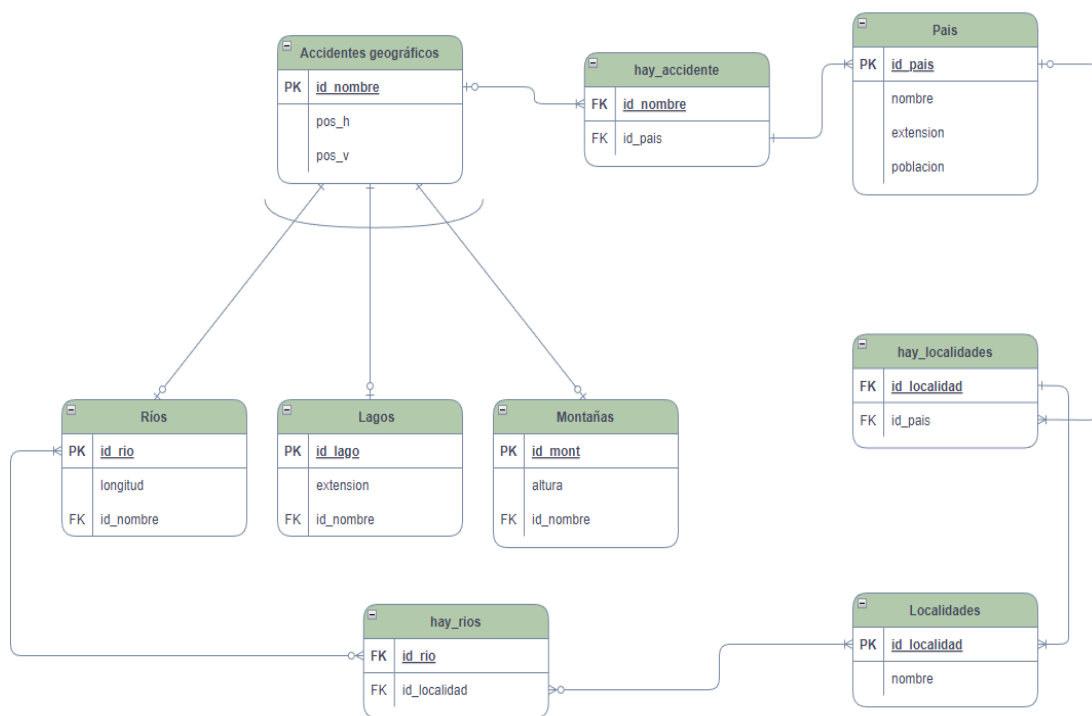 Accidentes geográficos
PK id_nombre
pos_h
pos_v
hay_accidente
FK id_nombre
FK id_pais
Pais
PK id_pais
nombre
extension
poblacion
hay_localidades
FK id_localidad
FK id_pais
Ríos
PK id_rio
longitud
FK id_nombre
Lagos
PK id_lago
extension
FK id_nombre
Montañas
PK id_mont
altura
FK id_nombre
hay_rios
FK id_rio
FK id_localidad
Localidades
PK id_localidad
nombre